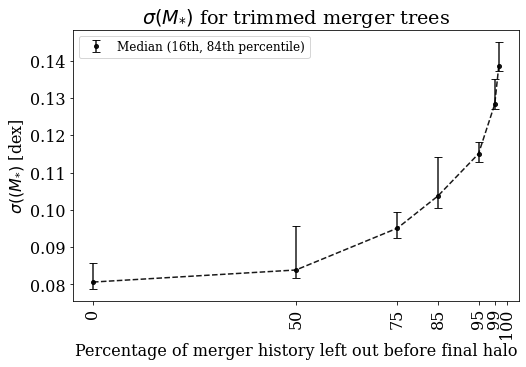 σ(M*) for trimmed merger trees
Median (16th, 84th percentile)
σ((M*) [dex]
0.14
0.13
0.12
0.11
0.10
0.09
0.08
0 50 75 85 95 99 100
Percentage of merger history left out before final halo